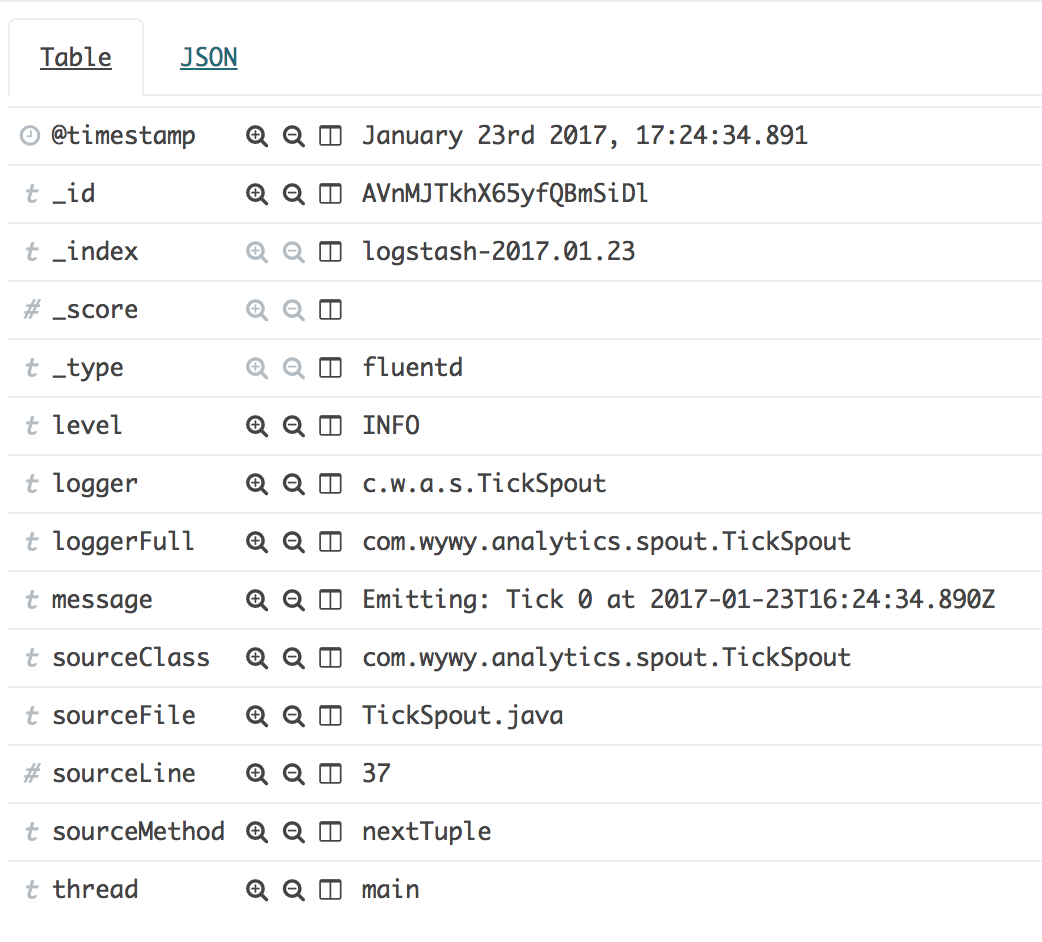 Table JSON
@timestamp January 23rd 2017, 17:24:34.891
t _id AVnMJTkhX65yfQBmSiDl
t _index logstash-2017.01.23
# _score
t _type fluentd
t level INFO
t logger c.w.a.s.TickSpout
t loggerFull com.wywy.analytics.spout.TickSpout
t message Emitting: Tick 0 at 2017-01-23T16:24:34.890Z
t sourceClass com.wywy.analytics.spout.TickSpout
t sourceFile TickSpout.java
# sourceLine 37
t sourceMethod nextTuple
t thread main